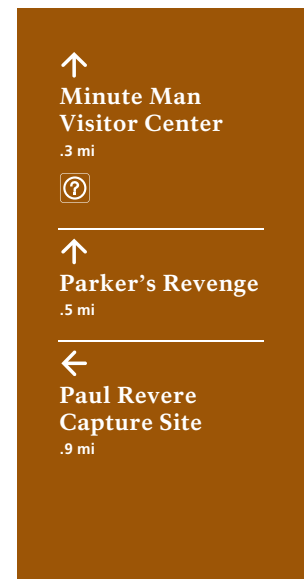 Minute Man
Visitor Center
.3 mi
?
Parker’s Revenge
.5 mi
Paul Revere
Capture Site
.9 mi